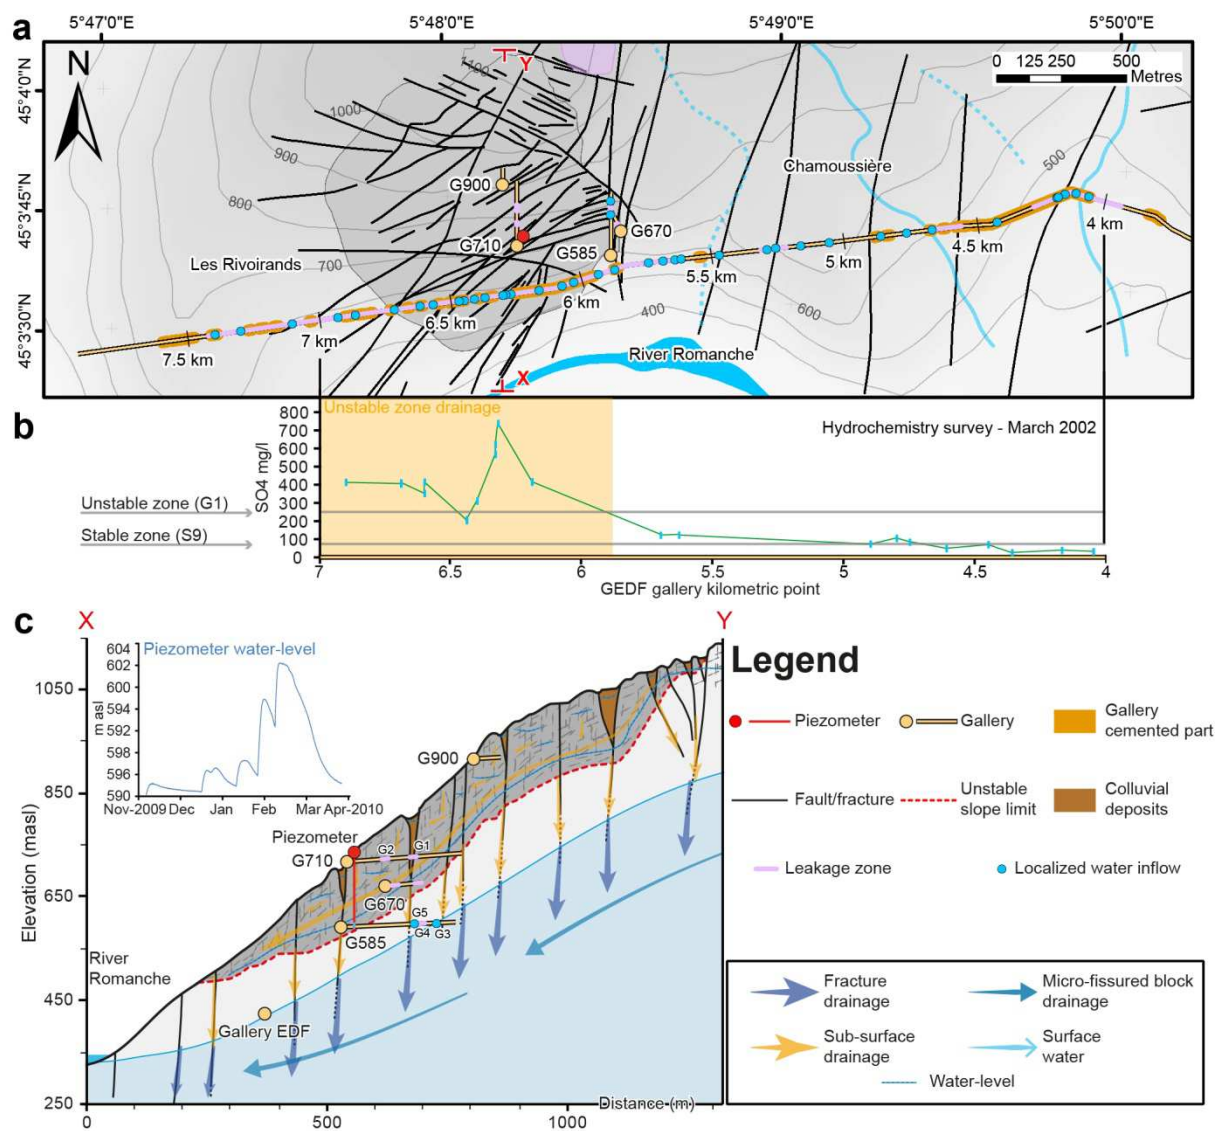 5°47'0"E
5°48'0"E
5°49'0"E
5°50'0"E
a
N
Y
0 125 250 500
Metres
45°4'0"N
45°3'45"N
45°3'30"N
1100
1000
900
800
700
500
400
600
G900
G710
G670
G585
Chamoussière
Les Rivoirands
River Romanche
X
7.5 km
7 km
6.5 km
6 km
5.5 km
5 km
4.5 km
4 km
b
Unstable zone drainage
Hydrochemistry survey - March 2002
SO4 mg/l
800
700
600
500
400
300
200
100
0
Unstable zone (G1)
Stable zone (S9)
7
6.5
6
5.5
5
4.5
4
GEDF gallery kilometric point
c
X
Y
Piezometer water-level
m asl
604
602
600
594
592
598
596
590
Nov-2009
Dec
Jan
Feb
Mar
Apr-2010
Elevation (masl)
1050
850
650
450
250
G900
Piezometer
G710
G2
G1
G670
G585
G5
G4
G3
River
Romanche
Gallery EDF
Distance (m)
0
500
1000
Legend
Piezometer
Gallery
Gallery
cemented part
Fault/fracture
Unstable
slope limit
Colluvial
deposits
Leakage zone
Localized water inflow
Fracture
drainage
Micro-fissured block
drainage
Sub-surface
drainage
Surface
water
Water-level